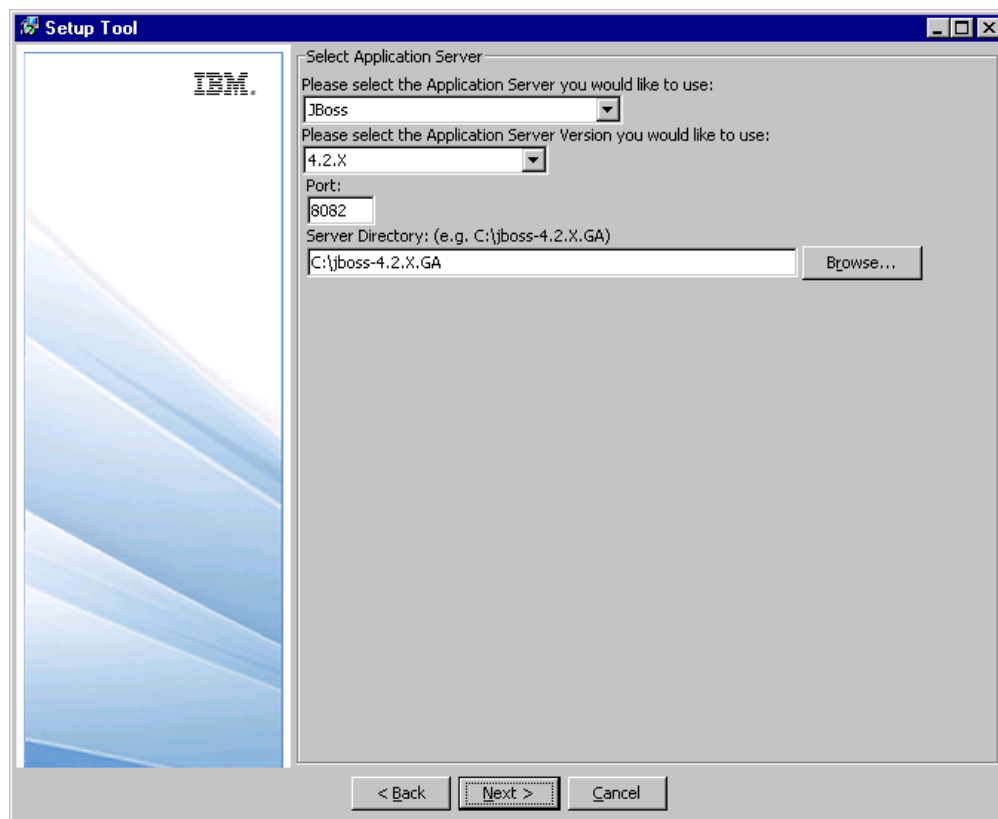 Setup Tool
IBM.
Select Application Server
Please select the Application Server you would like to use:
JBoss
Please select the Application Server Version you would like to use:
4.2.X
Port:
8082
Server Directory: (e.g. C:\jboss-4.2.X.GA)
C:\jboss-4.2.X.GA
Browse...
< Back
Next >
Cancel